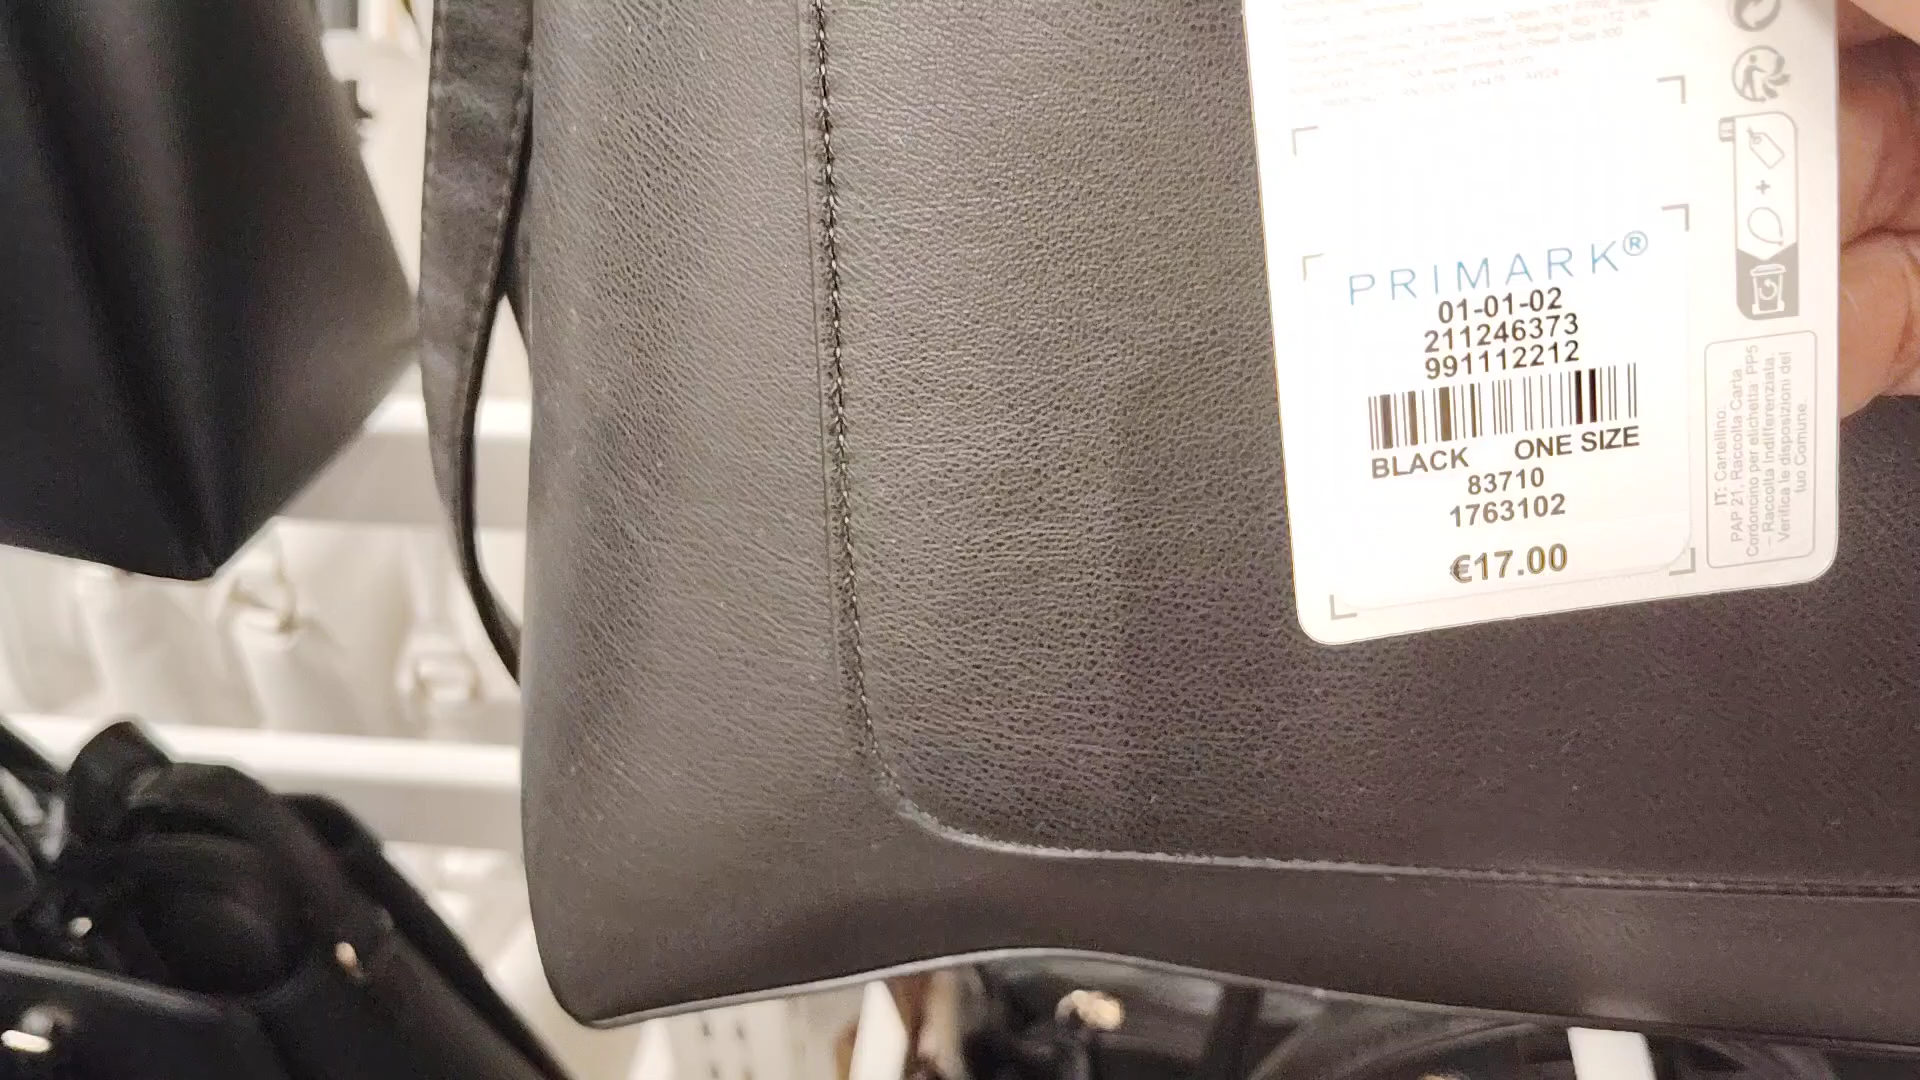 PRIMARK®
01-01-02
211246373
991112212
BLACK ONE SIZE
83710
1763102
€17.00
IT: Cartellino:
PAP 21, Raccolta Carta
Cordoncino per etichetta PP5
– Raccolta Indifferenziata.
Verifica le disposizioni del
tuo Comune.